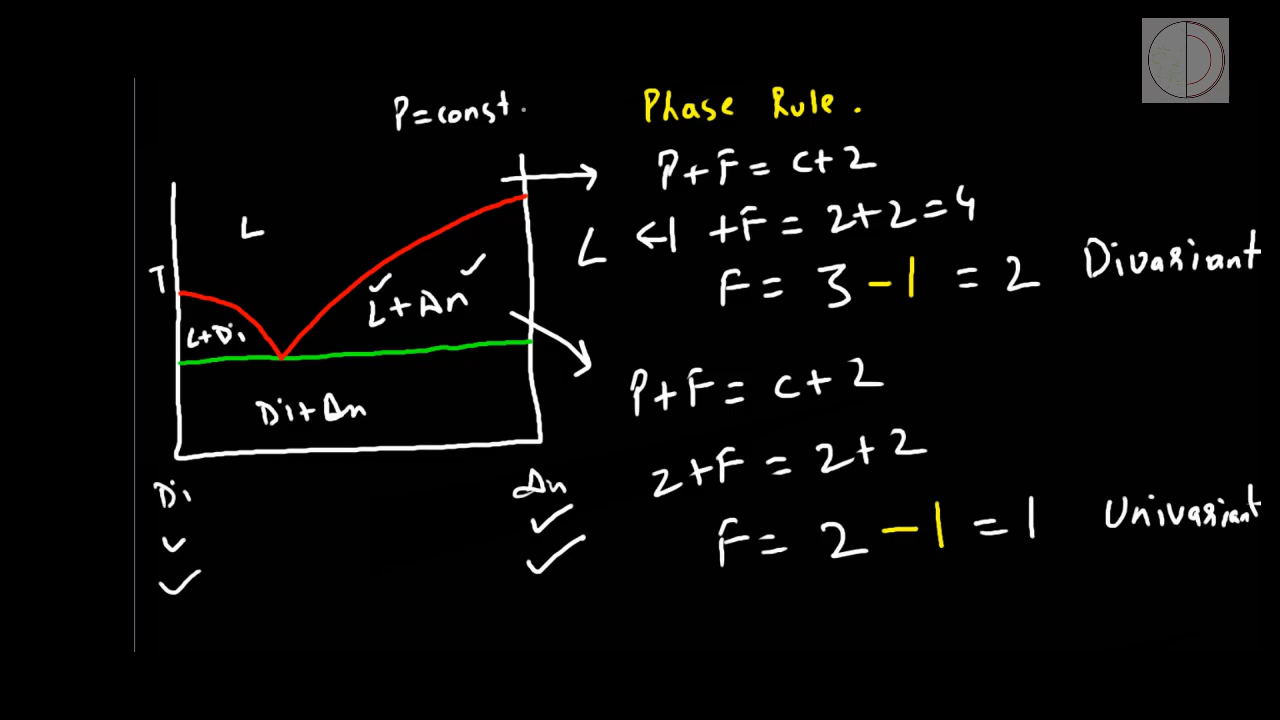 P=const.
Phase Rule.
P+F= C+2
L
L ←1 +F= 2+2=4
F= 3-1 = 2 Divariant
T
L+An
L+Di
P+F= C+2
Di+An
2+F = 2+2
Di An
F= 2-1 =1 Univariant